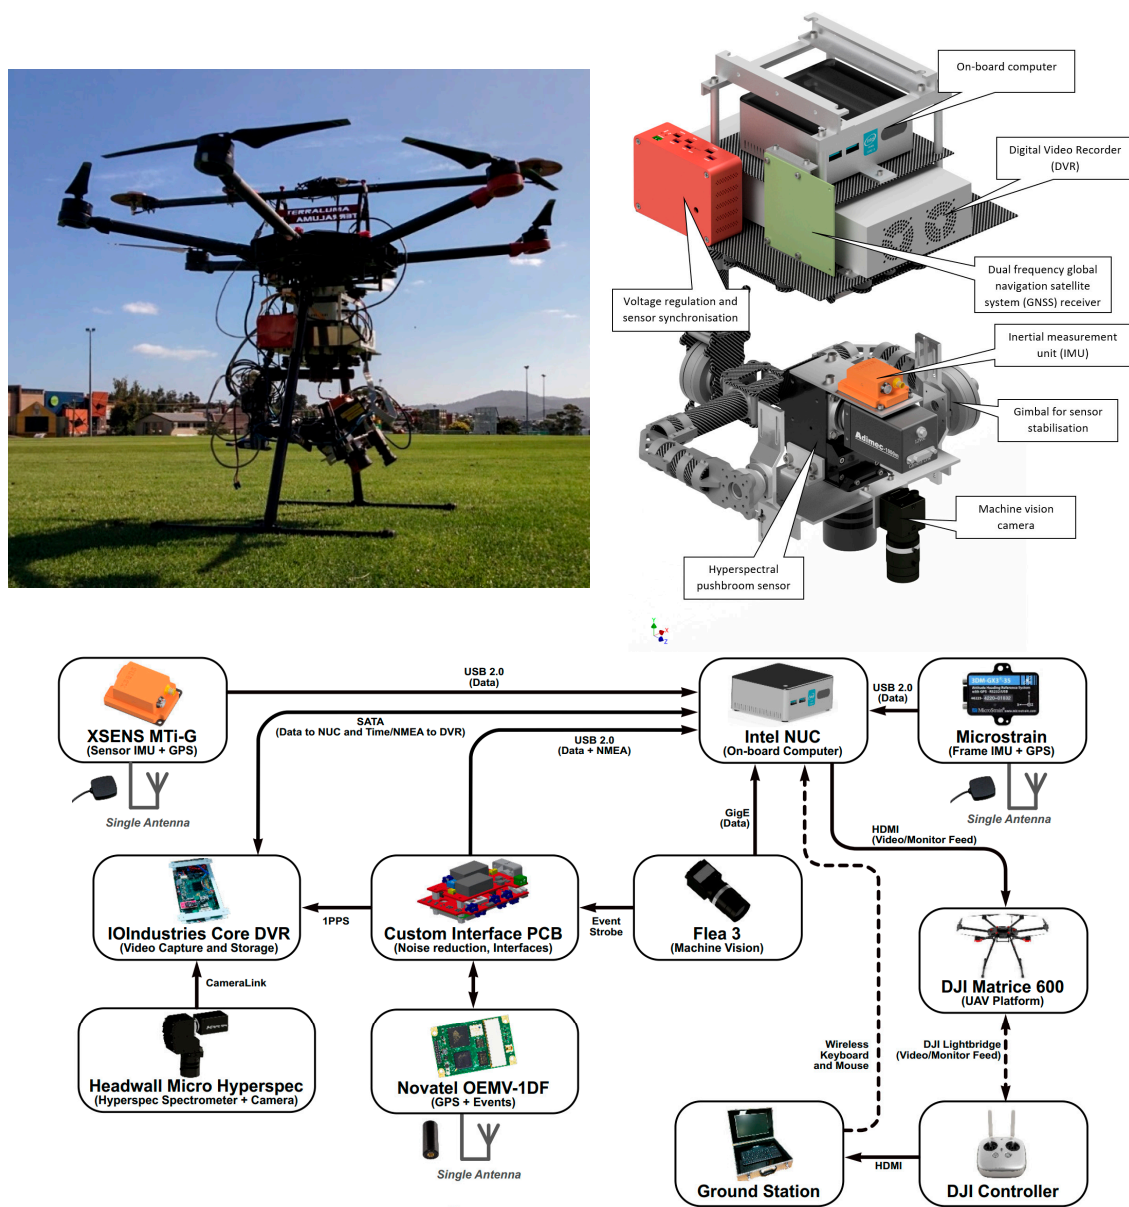 TERRALUMA
TERRALUMA
On-board computer
Digital Video Recorder
(DVR)
Dual frequency global
navigation satellite
system (GNSS) receiver
Voltage regulation and
sensor synchronisation
Inertial measurement
unit (IMU)
Gimbal for sensor
stabilisation
Machine vision
camera
Hyperspectral
pushbroom sensor
Y
X
Z
XSENS MTi-G
(Sensor IMU + GPS)
Single Antenna
USB 2.0
(Data)
SATA
(Data to NUC and Time/NMEA to DVR)
USB 2.0
(Data + NMEA)
Intel NUC
(On-board Computer)
USB 2.0
(Data)
3DM-GX3®-35
MicroStrain
Microstrain
(Frame IMU + GPS)
Single Antenna
GigE
(Data)
HDMI
(Video/Monitor Feed)
IOIndustries Core DVR
(Video Capture and Storage)
1PPS
Custom Interface PCB
(Noise reduction, Interfaces)
Event
Strobe
Flea 3
(Machine Vision)
DJI Matrice 600
(UAV Platform)
CameraLink
Headwall Micro Hyperspec
(Hyperspec Spectrometer + Camera)
Novatel OEMV-1DF
(GPS + Events)
Single Antenna
Wireless
Keyboard
and Mouse
DJI Lightbridge
(Video/Monitor Feed)
Ground Station
HDMI
DJI Controller